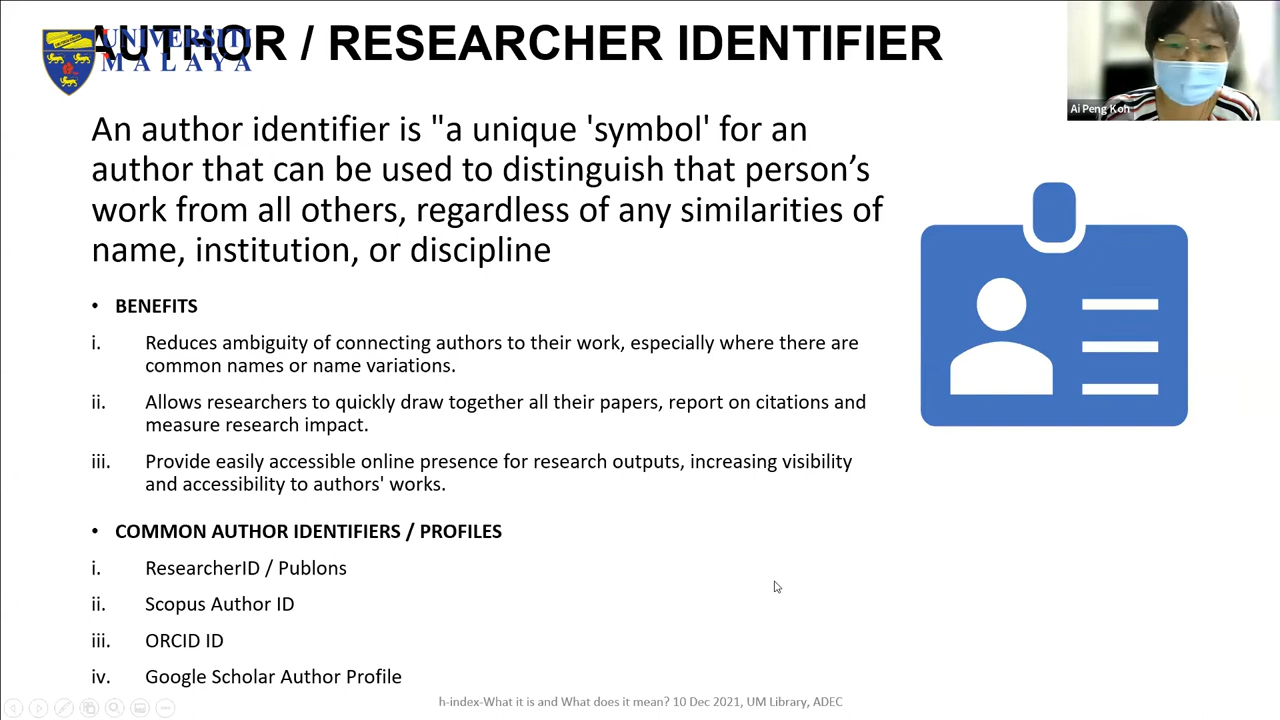 AUTHOR / RESEARCHER IDENTIFIER
UNIVERSITI
MALAYA
Ai Peng Koh
An author identifier is "a unique 'symbol' for an
author that can be used to distinguish that person’s
work from all others, regardless of any similarities of
name, institution, or discipline
• BENEFITS
i. Reduces ambiguity of connecting authors to their work, especially where there are
common names or name variations.
ii. Allows researchers to quickly draw together all their papers, report on citations and
measure research impact.
iii. Provide easily accessible online presence for research outputs, increasing visibility
and accessibility to authors' works.
• COMMON AUTHOR IDENTIFIERS / PROFILES
i. ResearcherID / Publons
ii. Scopus Author ID
iii. ORCID ID
iv. Google Scholar Author Profile
h-index-What it is and What does it mean? 10 Dec 2021, UM Library, ADEC